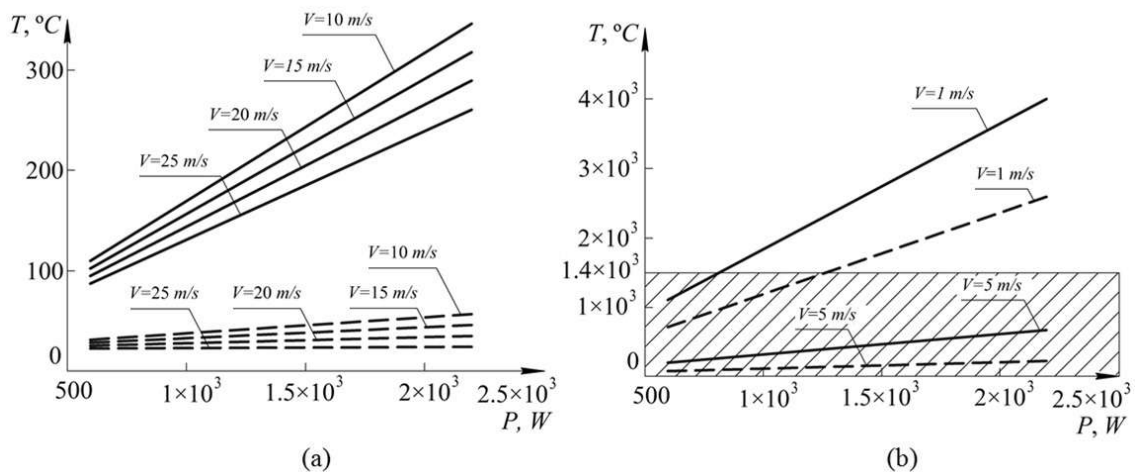 T, ºC
300
200
100
0
500
1×10³
1.5×10³
2×10³
2.5×10³
P, W
V=10 m/s
V=15 m/s
V=20 m/s
V=25 m/s
V=10 m/s
V=25 m/s
V=20 m/s
V=15 m/s
(a)
T, ºC
4×10³
3×10³
2×10³
1.4×10³
1×10³
0
500
1×10³
1.5×10³
2×10³
2.5×10³
P, W
V=1 m/s
V=1 m/s
V=5 m/s
V=5 m/s
(b)